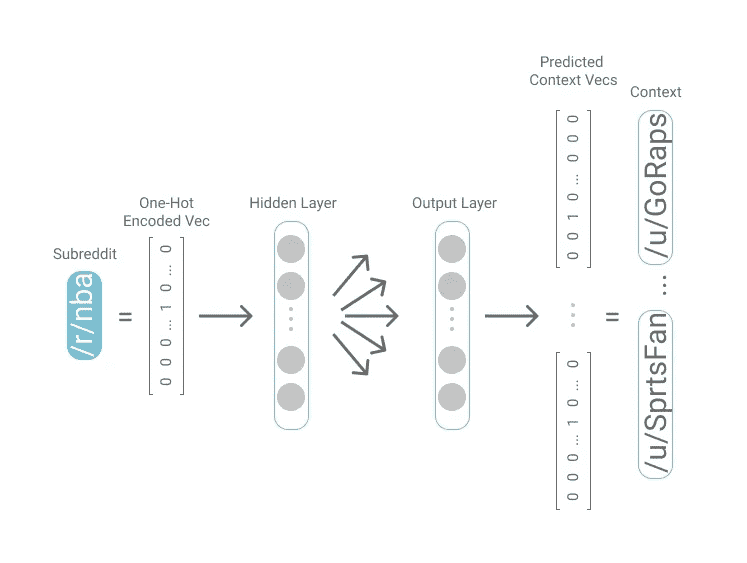 Predicted
Context Vecs
Context
0 0 1 0 ... 0 0 0
/u/GoRaps
One-Hot
Encoded Vec
Hidden Layer
Output Layer
Subreddit
/r/nba
=
0 0 0 ...1 0 ... 0
...
=
...
0 0 0 ...1 0 ... 0
/u/SprtsFan